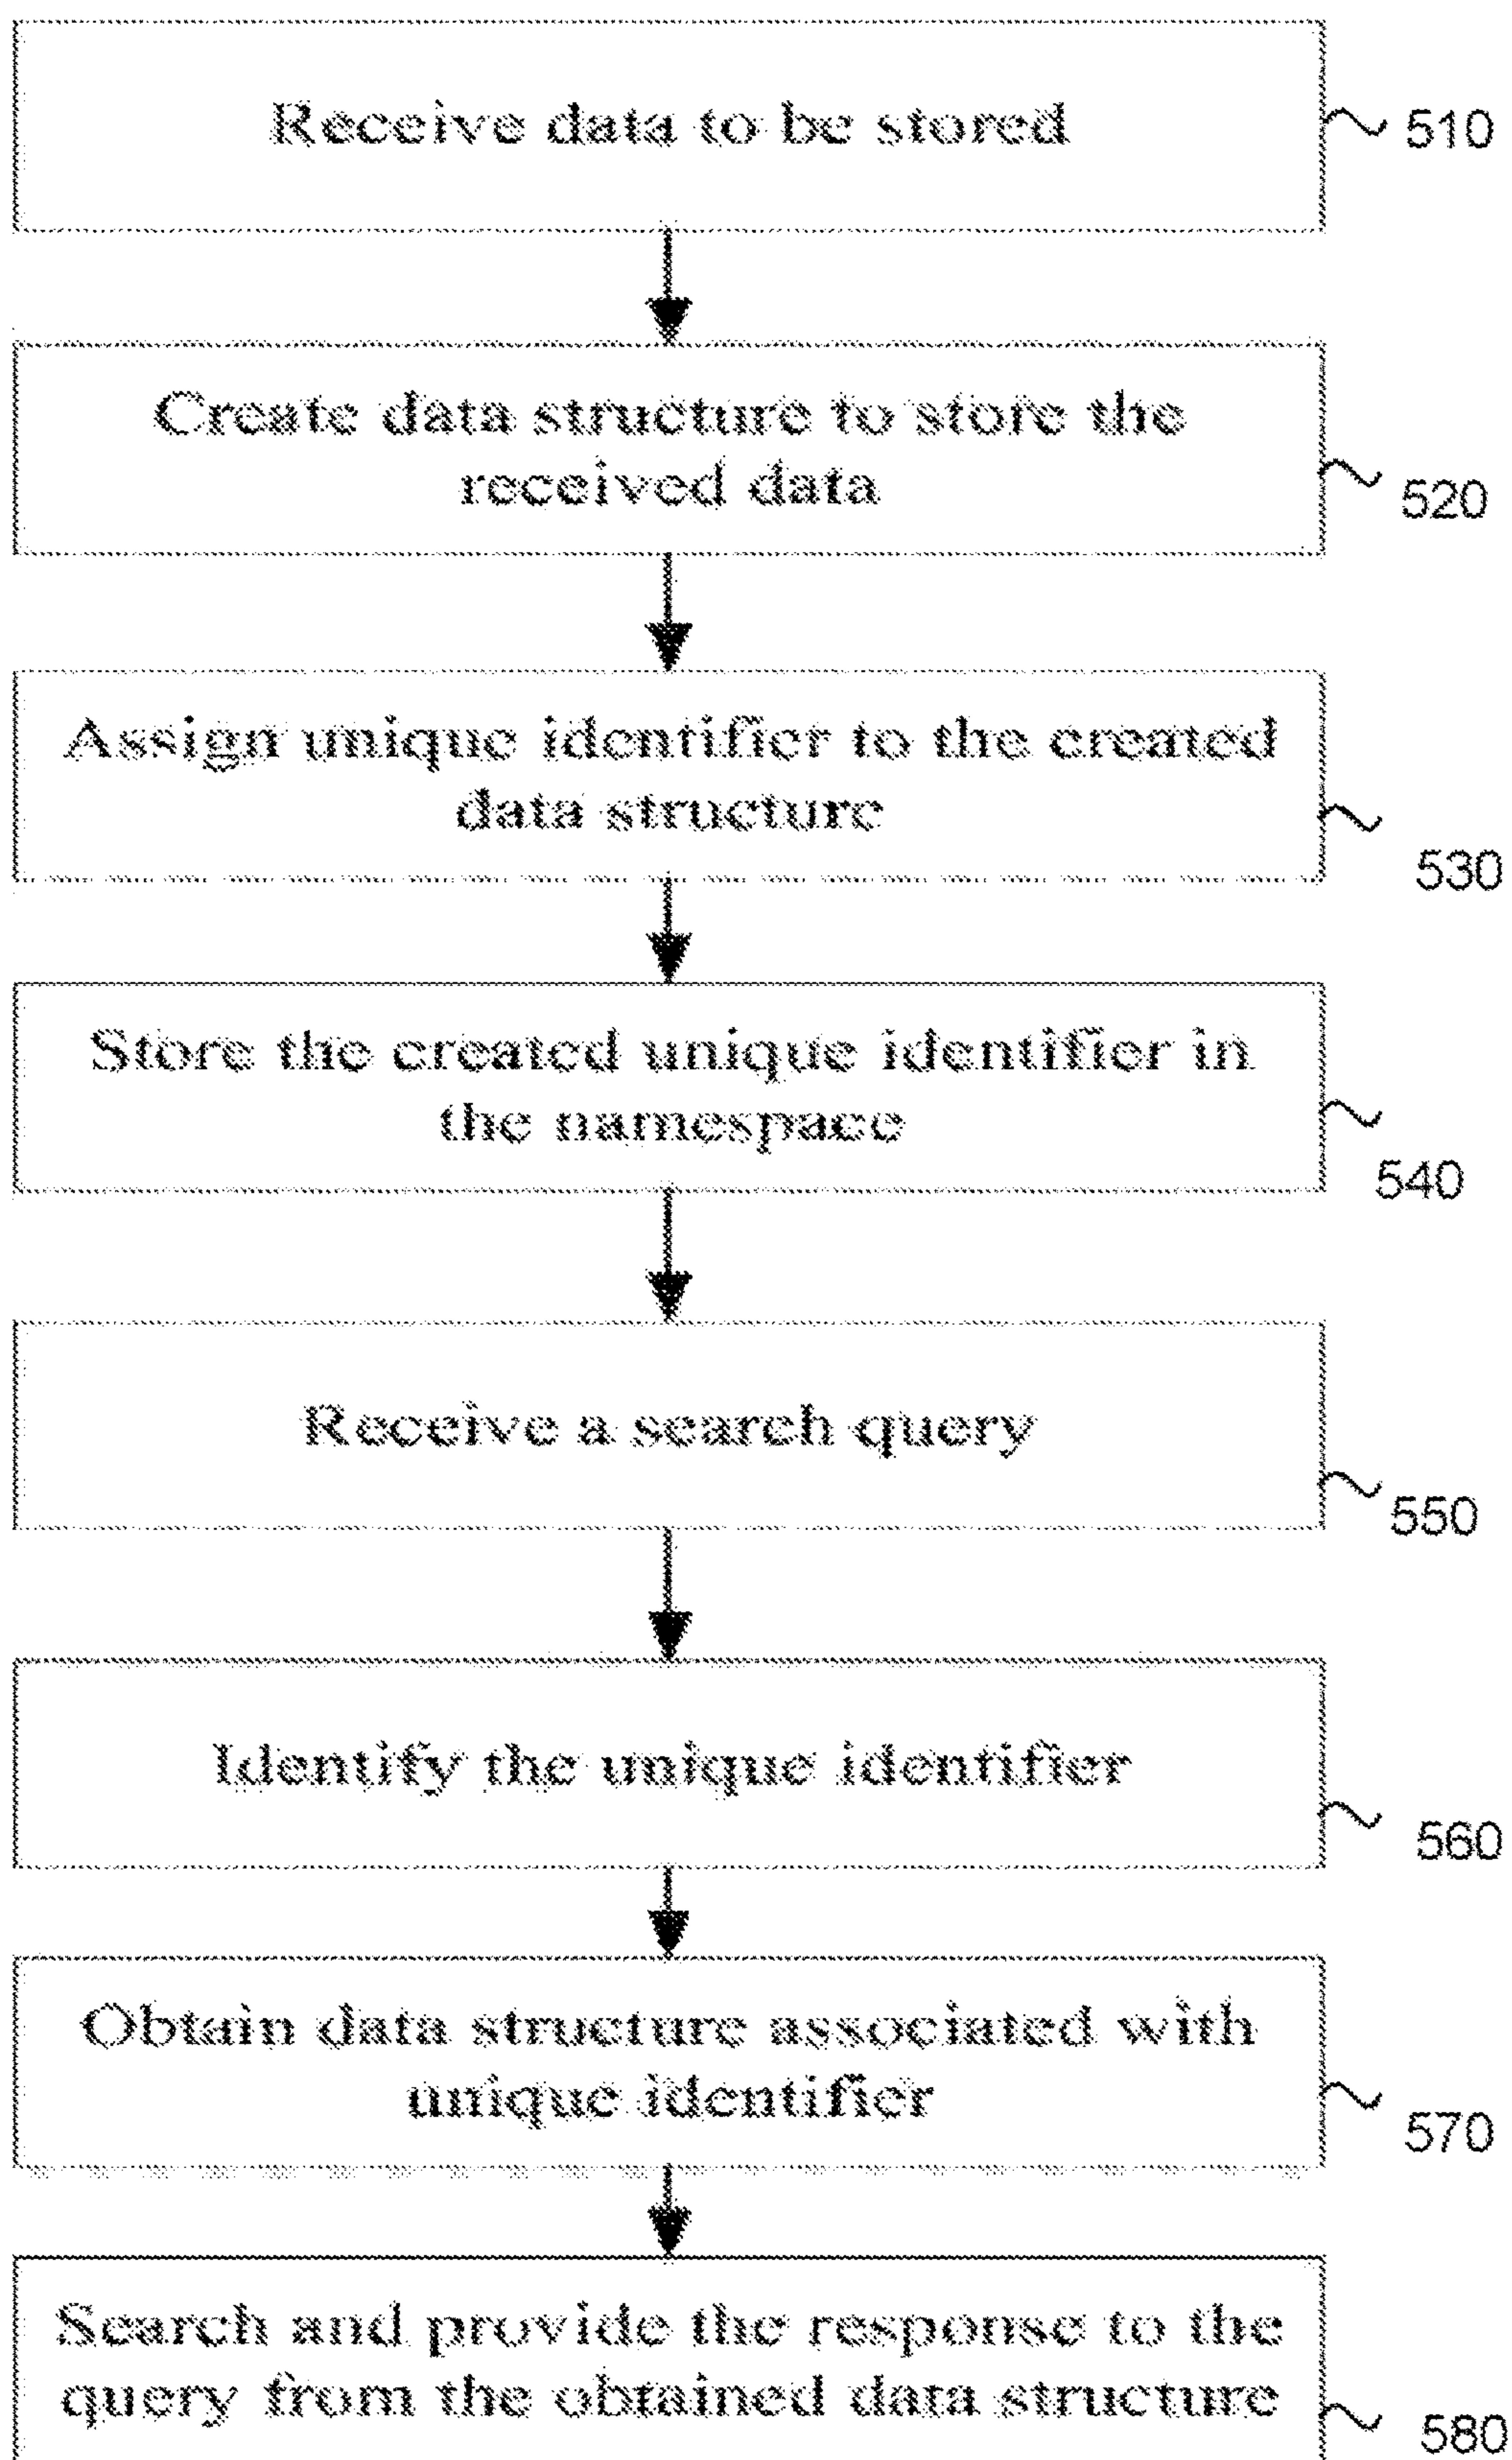 Receive data to be stored
510
Create data structure to store the
received data
520
Assign unique identifier to the created
data structure
530
Store the created unique identifier in
the namespace
540
Receive a search query
550
Identify the unique identifier
560
Obtain data structure associated with
unique identifier
570
Search and provide the response to the
query from the obtained data structure
580